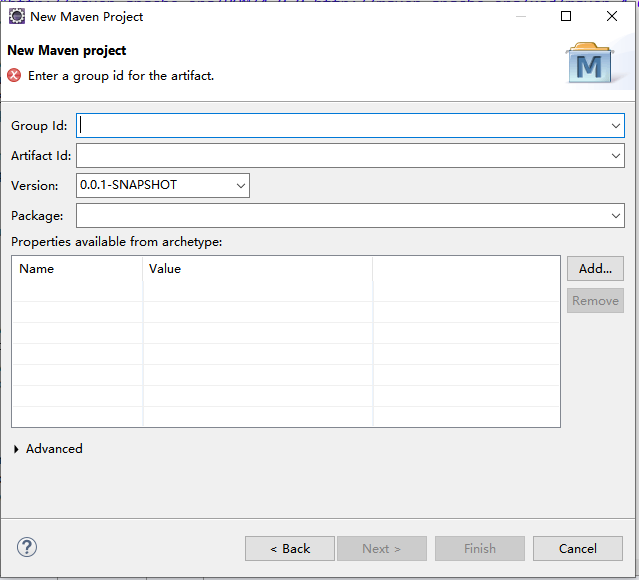 New Maven Project
New Maven project
Enter a group id for the artifact.
M
Group Id:
Artifact Id:
Version: 0.0.1-SNAPSHOT
Package:
Properties available from archetype:
Name Value
Add...
Remove
Advanced
? < Back Next > Finish Cancel